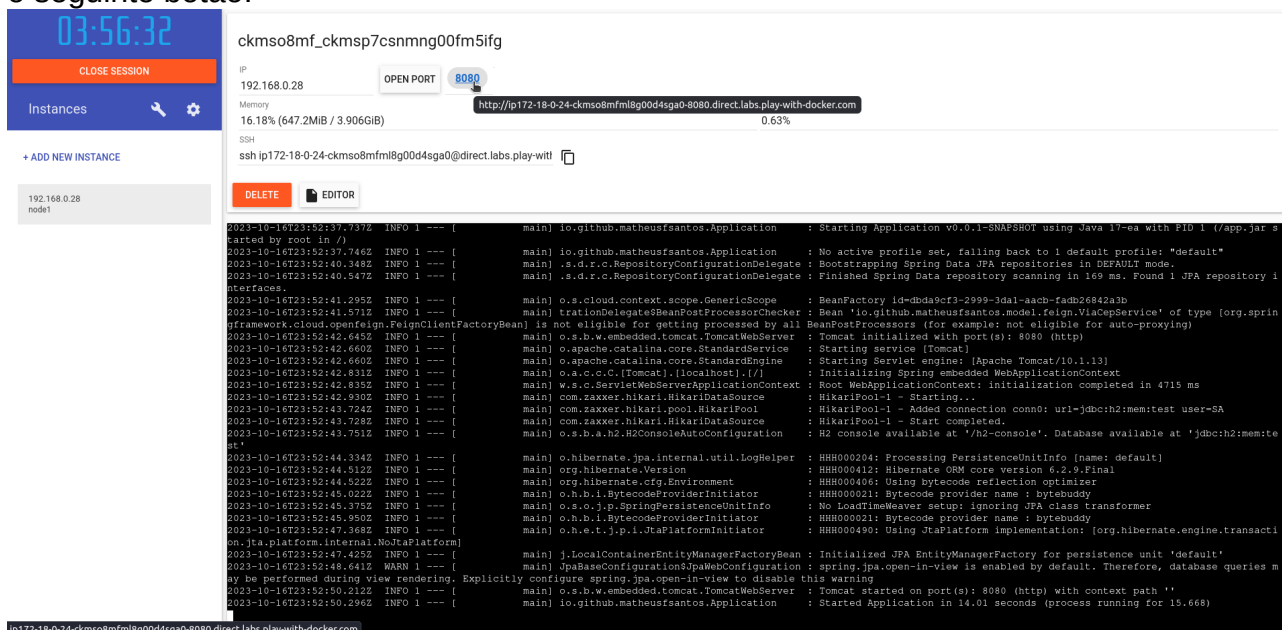 o seguinte botão:
03:56:32
CLOSE SESSION
Instances
+ ADD NEW INSTANCE
192.168.0.28
node1
ckmso8mf_ckmsp7csnmng00fm5ifg
IP
192.168.0.28
OPEN PORT
8080
http://ip172-18-0-24-ckmso8mfml8g00d4sga0-8080.direct.labs.play-with-docker.com
Memory
16.18% (647.2MiB / 3.906GiB)
0.63%
SSH
ssh ip172-18-0-24-ckmso8mfml8g00d4sga0@direct.labs.play-with
DELETE
EDITOR
2023-10-16T23:52:37.737Z INFO 1 --- [ main] io.github.matheusfsantos.Application : Starting Application v0.0.1-SNAPSHOT using Java 17-ea with PID 1 (/app.jar s
tarted by root in /)
2023-10-16T23:52:37.746Z INFO 1 --- [ main] io.github.matheusfsantos.Application : No active profile set, falling back to 1 default profile: "default"
2023-10-16T23:52:40.348Z INFO 1 --- [ main] .s.d.r.c.RepositoryConfigurationDelegate : Bootstrapping Spring Data JPA repositories in DEFAULT mode.
2023-10-16T23:52:40.547Z INFO 1 --- [ main] .s.d.r.c.RepositoryConfigurationDelegate : Finished Spring Data repository scanning in 169 ms. Found 1 JPA repository i
nterfaces.
2023-10-16T23:52:41.295Z INFO 1 --- [ main] o.s.cloud.context.scope.GenericScope : BeanFactory id=dbda9cf3-2999-3da1-aacb-fadb26842a3b
2023-10-16T23:52:41.571Z INFO 1 --- [ main] trationDelegate$BeanPostProcessorChecker : Bean 'io.github.matheusfsantos.model.feign.ViaCepService' of type [org.sprin
gframework.cloud.openfeign.FeignClientFactoryBean] is not eligible for getting processed by all BeanPostProcessors (for example: not eligible for auto-proxying)
2023-10-16T23:52:42.645Z INFO 1 --- [ main] o.s.b.w.embedded.tomcat.TomcatWebServer : Tomcat initialized with port(s): 8080 (http)
2023-10-16T23:52:42.660Z INFO 1 --- [ main] o.apache.catalina.core.StandardService : Starting service [Tomcat]
2023-10-16T23:52:42.660Z INFO 1 --- [ main] o.apache.catalina.core.StandardEngine : Starting Servlet engine: [Apache Tomcat/10.1.13]
2023-10-16T23:52:42.831Z INFO 1 --- [ main] o.a.c.c.C.[Tomcat].[localhost].[/] : Initializing Spring embedded WebApplicationContext
2023-10-16T23:52:42.835Z INFO 1 --- [ main] w.s.c.ServletWebServerApplicationContext : Root WebApplicationContext: initialization completed in 4715 ms
2023-10-16T23:52:42.930Z INFO 1 --- [ main] com.zaxxer.hikari.HikariDataSource : HikariPool-1 - Starting...
2023-10-16T23:52:43.724Z INFO 1 --- [ main] com.zaxxer.hikari.pool.HikariPool : HikariPool-1 - Added connection conn0: url=jdbc:h2:mem:test user=SA
2023-10-16T23:52:43.728Z INFO 1 --- [ main] com.zaxxer.hikari.HikariDataSource : HikariPool-1 - Start completed.
2023-10-16T23:52:43.751Z INFO 1 --- [ main] o.s.b.a.h2.H2ConsoleAutoConfiguration : H2 console available at '/h2-console'. Database available at 'jdbc:h2:mem:te
st'
2023-10-16T23:52:44.334Z INFO 1 --- [ main] o.hibernate.jpa.internal.util.LogHelper : HHH000204: Processing PersistenceUnitInfo [name: default]
2023-10-16T23:52:44.512Z INFO 1 --- [ main] org.hibernate.Version : HHH000412: Hibernate ORM core version 6.2.9.Final
2023-10-16T23:52:44.522Z INFO 1 --- [ main] org.hibernate.cfg.Environment : HHH000406: Using bytecode reflection optimizer
2023-10-16T23:52:45.022Z INFO 1 --- [ main] o.h.b.i.BytecodeProviderInitiator : HHH000021: Bytecode provider name : bytebuddy
2023-10-16T23:52:45.375Z INFO 1 --- [ main] o.s.o.j.p.SpringPersistenceUnitInfo : No LoadTimeWeaver setup: ignoring JPA class transformer
2023-10-16T23:52:45.950Z INFO 1 --- [ main] o.h.b.i.BytecodeProviderInitiator : HHH000021: Bytecode provider name : bytebuddy
2023-10-16T23:52:47.368Z INFO 1 --- [ main] o.h.e.t.j.p.i.JtaPlatformInitiator : HHH000490: Using JtaPlatform implementation: [org.hibernate.engine.transacti
on.jta.platform.internal.NoJtaPlatform]
2023-10-16T23:52:47.425Z INFO 1 --- [ main] j.LocalContainerEntityManagerFactoryBean : Initialized JPA EntityManagerFactory for persistence unit 'default'
2023-10-16T23:52:48.641Z WARN 1 --- [ main] JpaBaseConfiguration$JpaWebConfiguration : spring.jpa.open-in-view is enabled by default. Therefore, database queries m
ay be performed during view rendering. Explicitly configure spring.jpa.open-in-view to disable this warning
2023-10-16T23:52:50.212Z INFO 1 --- [ main] o.s.b.w.embedded.tomcat.TomcatWebServer : Tomcat started on port(s): 8080 (http) with context path ''
2023-10-16T23:52:50.296Z INFO 1 --- [ main] io.github.matheusfsantos.Application : Started Application in 14.01 seconds (process running for 15.668)
ip172-18-0-24-ckmso8mfml8g00d4sga0-8080.direct.labs.play-with-docker.com